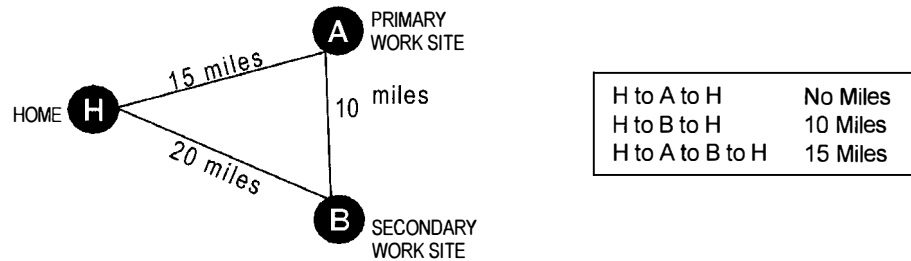 A
PRIMARY
WORK SITE
15 miles
HOME
H
10 miles
20 miles
B
SECONDARY
WORK SITE
H to A to H No Miles
H to B to H 10 Miles
H to A to B to H 15 Miles